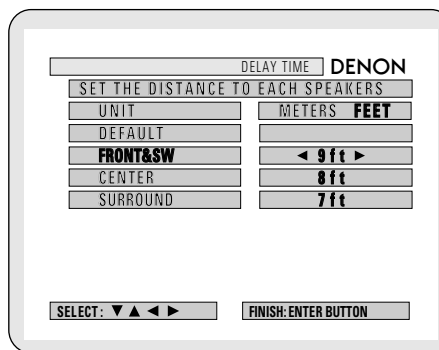 DELAY TIME DENON
SET THE DISTANCE TO EACH SPEAKERS
UNIT METERS FEET
DEFAULT
FRONT&SW ◄ 9ft ►
CENTER 8ft
SURROUND 7ft
SELECT: ▼ ▲ ◄ ► FINISH: ENTER BUTTON